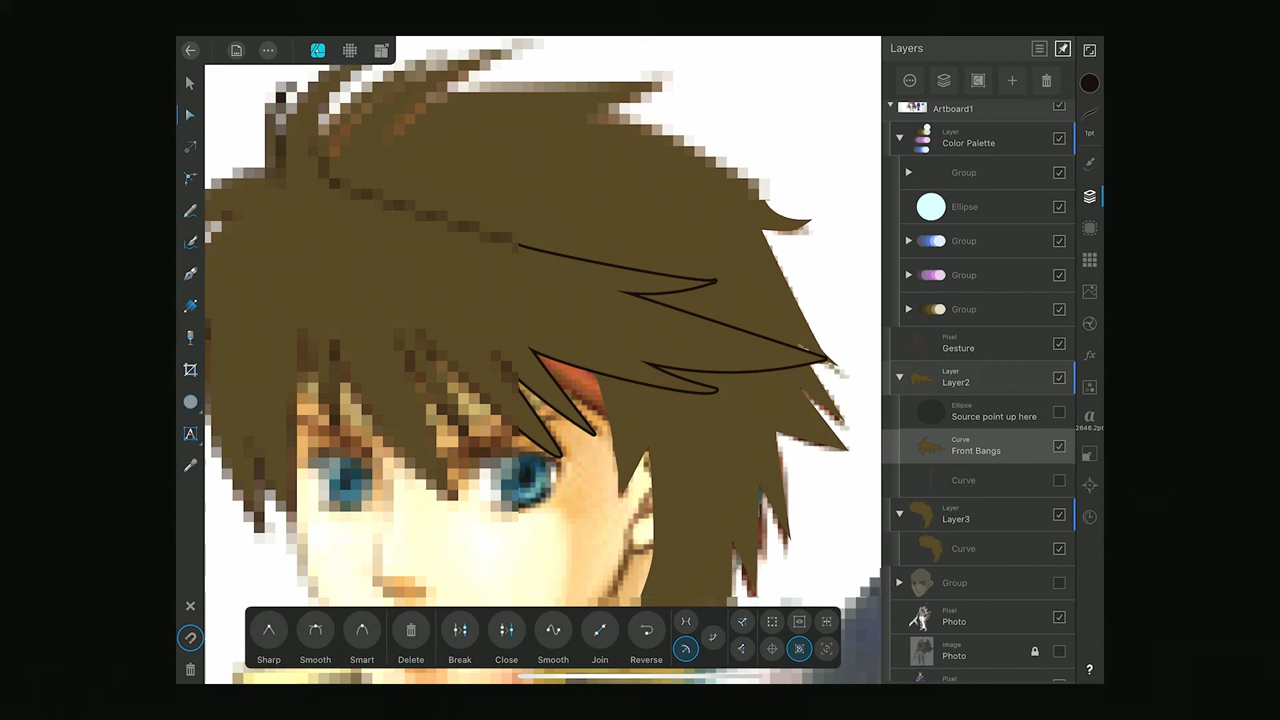 Layers
Artboard1
Layer
Color Palette
1pt
Group
Ellipse
Group
Group
Group
Pixel
Gesture
Layer
Layer2
Ellipse
Source point up here
a
2646.2pt
Curve
Front Bangs
Curve
Layer
Layer3
Curve
Group
Pixel
Photo
Image
Photo
Pixel
A
fx
?
Sharp Smooth Smart Delete Break Close Smooth Join Reverse